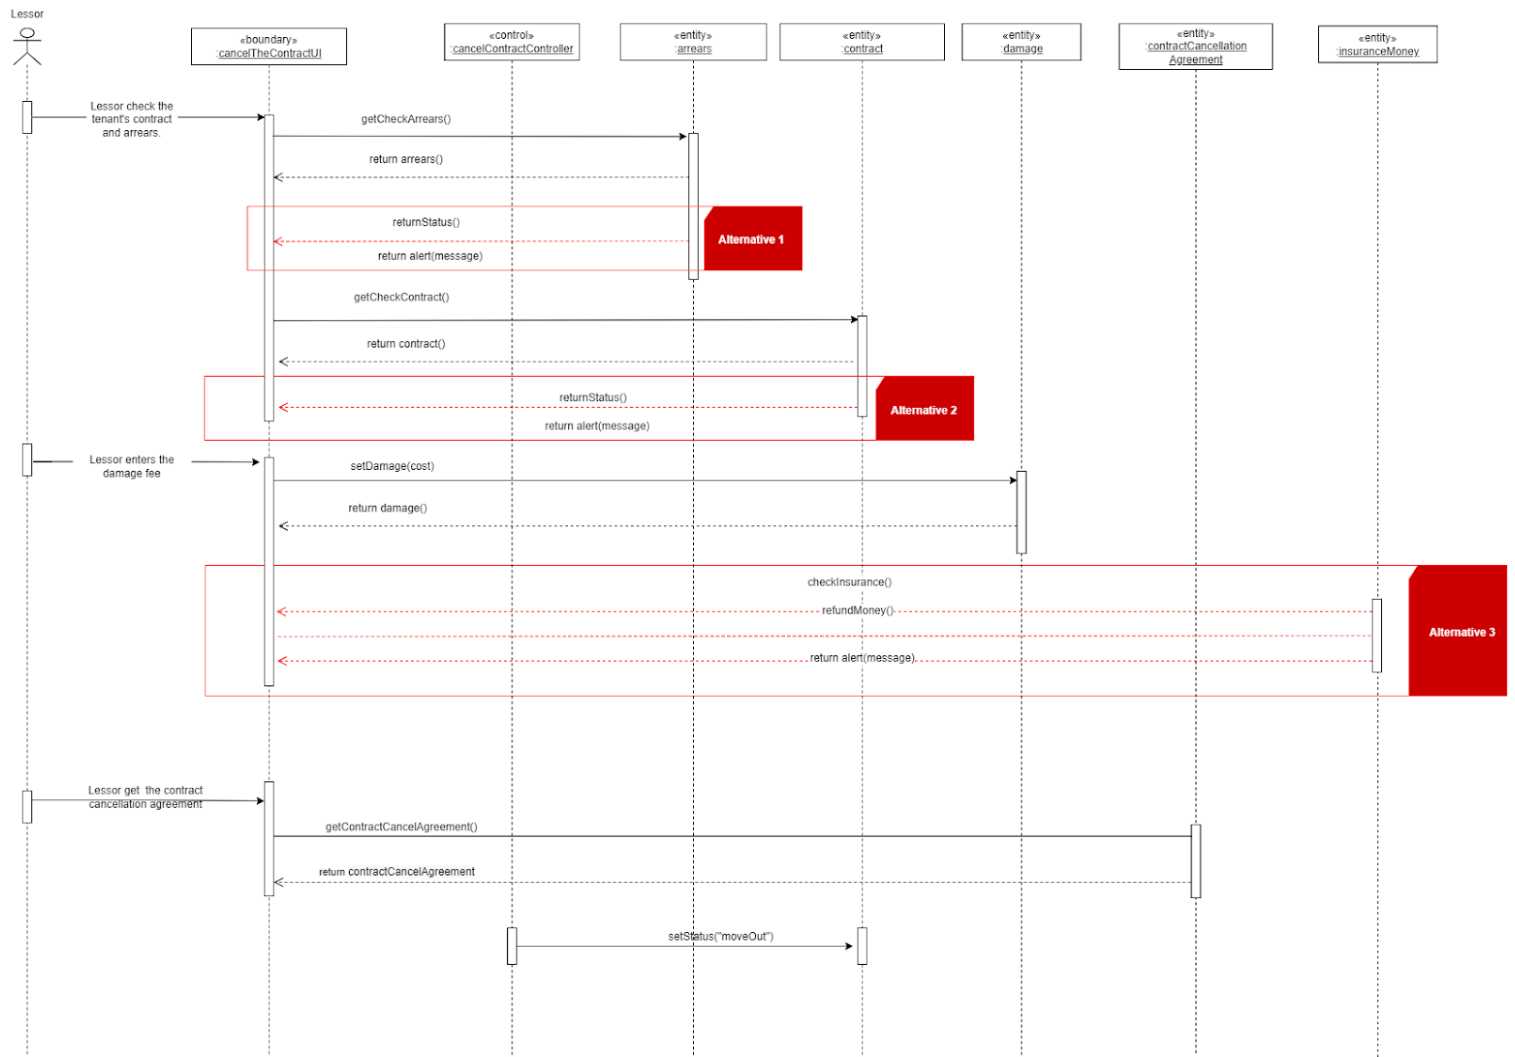 Lessor
«boundary»
:cancelTheContractUI
«control»
:cancelContractController
«entity»
:arrears
«entity»
:contract
«entity»
:damage
«entity»
:contractCancellation
Agreement
«entity»
:insuranceMoney
Lessor check the
tenant's contract
and arrears.
getCheckArrears()
return arrears()
returnStatus()
Alternative 1
return alert(message)
getCheckContract()
return contract()
returnStatus()
Alternative 2
return alert(message)
Lessor enters the
damage fee
setDamage(cost)
return damage()
checkInsurance()
refundMoney()
Alternative 3
return alert(message)
Lessor get the contract
cancellation agreement
getContractCancelAgreement()
return contractCancelAgreement
setStatus("moveOut")